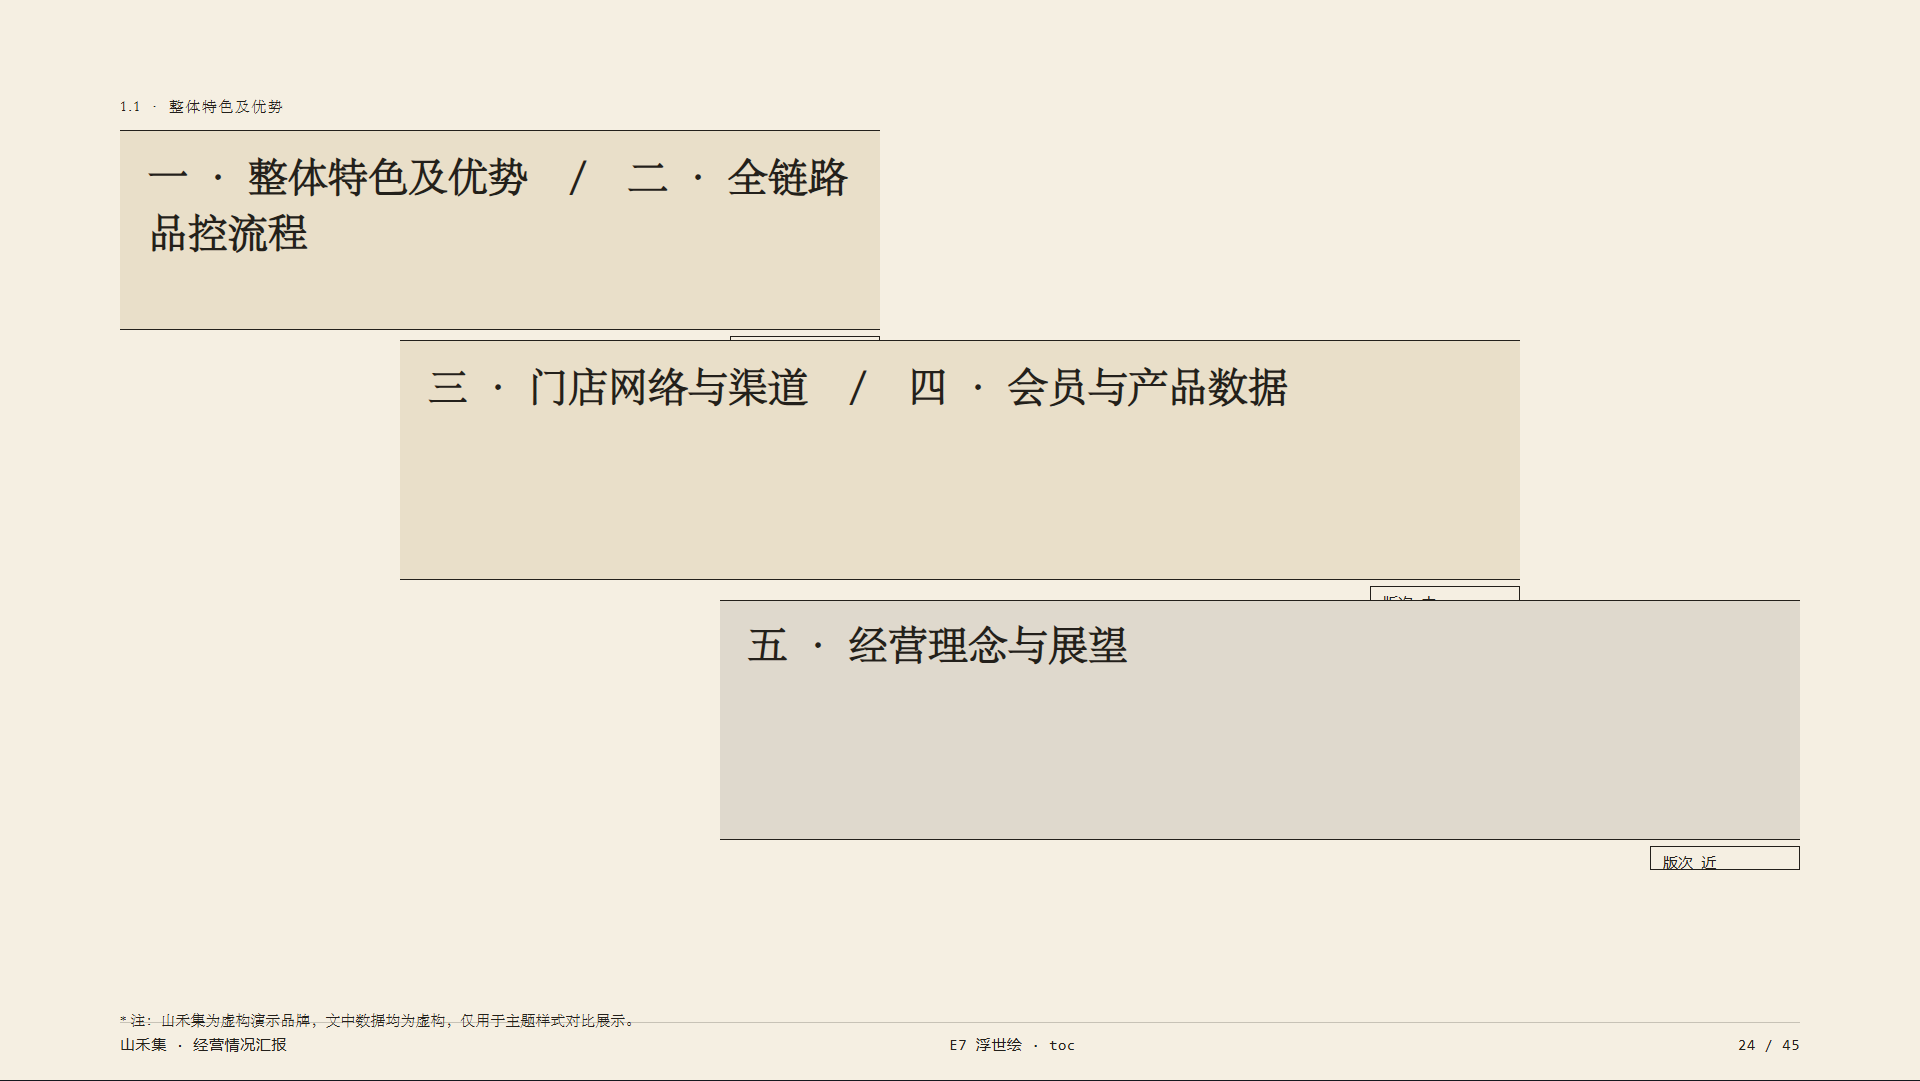 1.1 · 整体特色及优势
一 · 整体特色及优势 / 二 · 全链路
品控流程
三 · 门店网络与渠道 / 四 · 会员与产品数据
五 · 经营理念与展望
版次 近
* 注：山禾集为虚构演示品牌，文中数据均为虚构，仅用于主题样式对比展示。
山禾集 · 经营情况汇报
E7 浮世绘 · toc
24 / 45